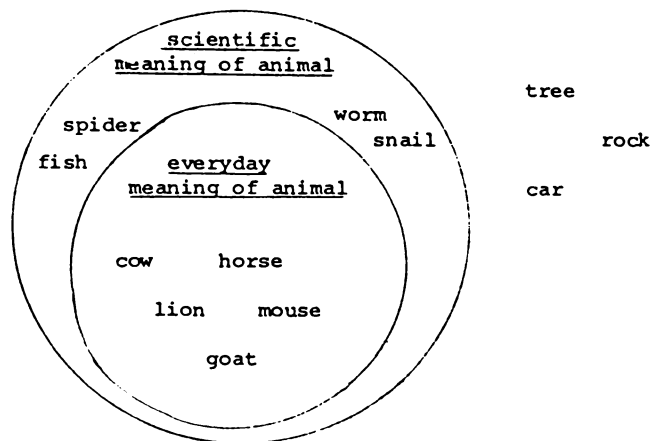 scientific
meaning of animal
tree
worm
spider
snail
rock
fish
everyday
meaning of animal
car
cow horse
lion mouse
goat